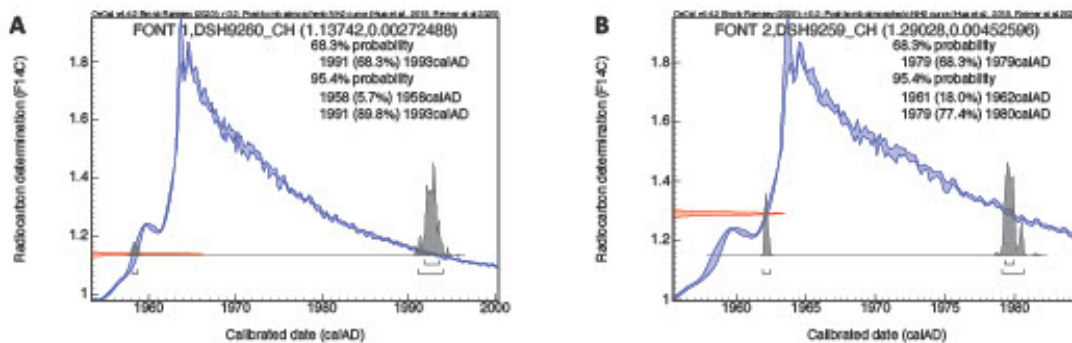 A
FONT 1,DSH9260_CH (1.13742,0.00272488)
68.3% probability
1991 (68.3%) 1993calAD
95.4% probability
1958 (5.7%) 1958calAD
1991 (89.8%) 1993calAD
Radiocarbon determination (F14C)
1.8
1.6
1.4
1.2
1
1960
1970
1980
1990
2000
Calibrated date (calAD)
B
FONT 2,DSH9259_CH (1.29028,0.00452596)
68.3% probability
1979 (68.3%) 1979calAD
95.4% probability
1961 (18.0%) 1962calAD
1979 (77.4%) 1980calAD
Radiocarbon determination (F14C)
1.8
1.6
1.4
1.2
1
1960
1965
1970
1975
1980
Calibrated date (calAD)